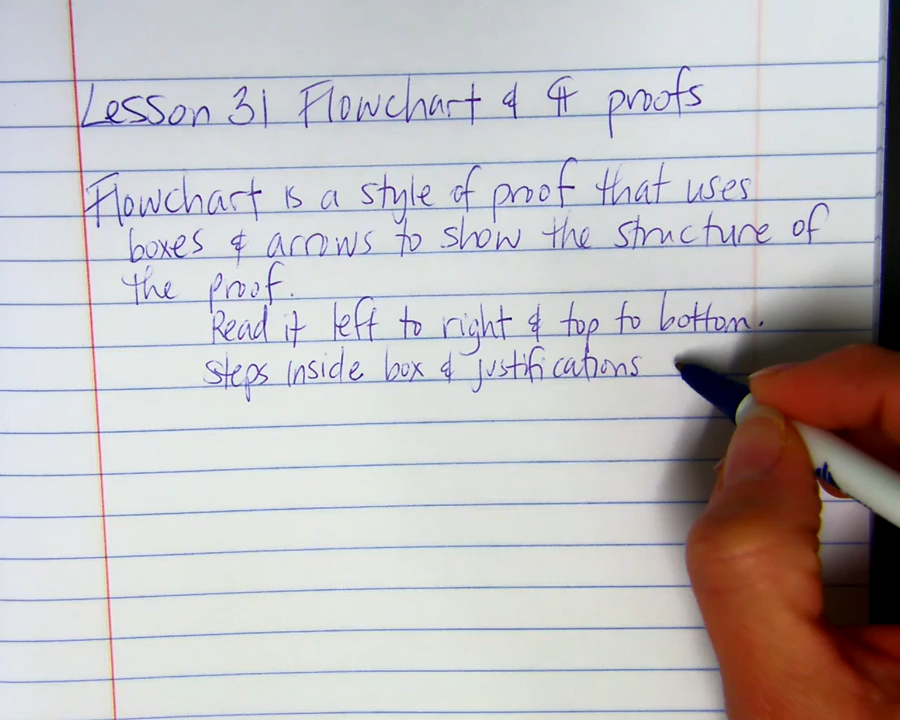 Lesson 31 Flowchart & ¶ proofs
Flowchart is a style of proof that uses
boxes & arrows to show the structure of
the proof.
Read it left to right & top to bottom.
Steps inside box & justifications